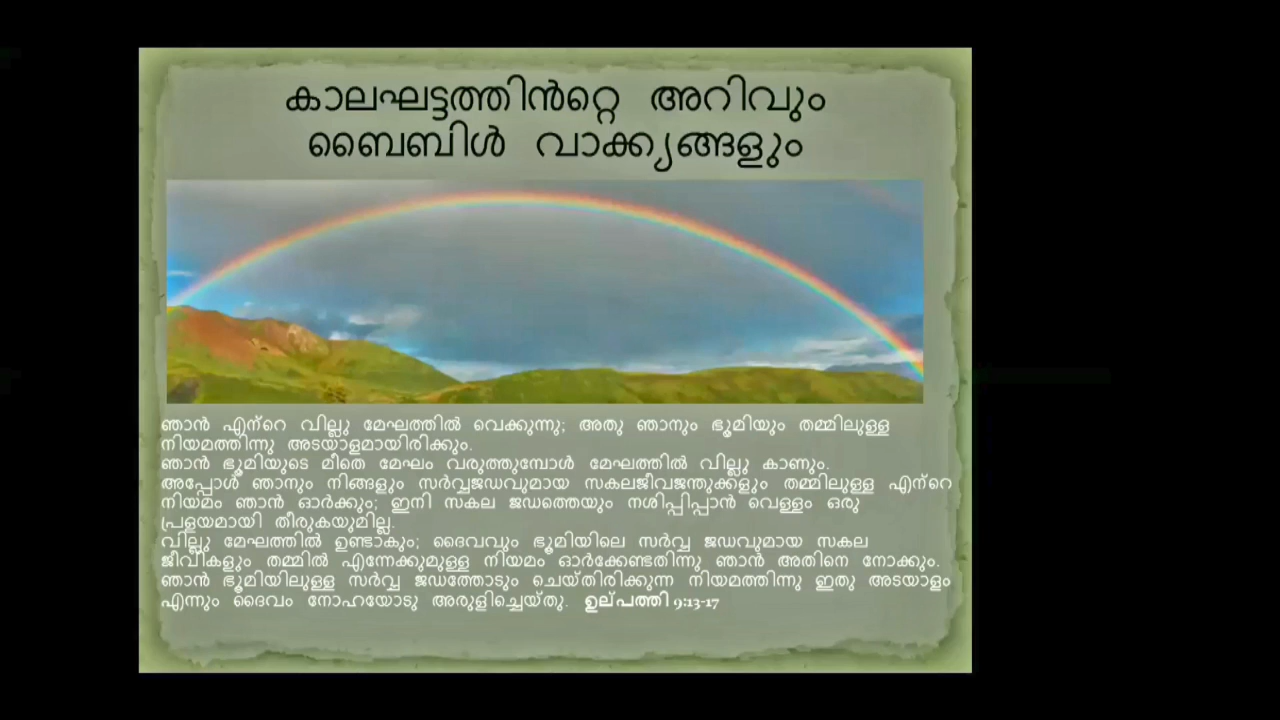 കാലഘട്ടത്തിൻറ്റെ അറിവും
ബൈബിൾ വാക്ക്യങ്ങളും
ഞാൻ എന്റെ വില്ലു മേഘത്തിൽ വെക്കുന്നു; അതു ഞാനും ഭൂമിയും തമ്മിലുള്ള
നിയമത്തിന്നു അടയാളമായിരിക്കും.
ഞാൻ ഭൂമിയുടെ മീതെ മേഘം വരുത്തുമ്പോൾ മേഘത്തിൽ വില്ലു കാണും.
അപ്പോൾ ഞാനും നിങ്ങളും സർവ്വജഡവുമായ സകലജീവജന്തുക്കളും തമ്മിലുള്ള എന്റെ
നിയമം ഞാൻ ഓർക്കും; ഇനി സകല ജഡത്തെയും നശിപ്പിപ്പാൻ വെള്ളം ഒരു
പ്രളയമായി തീരുകയുമില്ല.
വില്ലു മേഘത്തിൽ ഉണ്ടാകും; ദൈവവും ഭൂമിയിലെ സർവ്വ ജഡവുമായ സകല
ജീവികളും തമ്മിൽ എന്നേക്കുമുള്ള നിയമം ഓർക്കേണ്ടതിന്നു ഞാൻ അതിനെ നോക്കും.
ഞാൻ ഭൂമിയിലുള്ള സർവ്വ ജഡത്തോടും ചെയ്തിരിക്കുന്ന നിയമത്തിന്നു ഇതു അടയാളം
എന്നും ദൈവം നോഹയോടു അരുളിച്ചെയ്തു. ഉല്പത്തി 9:13-17